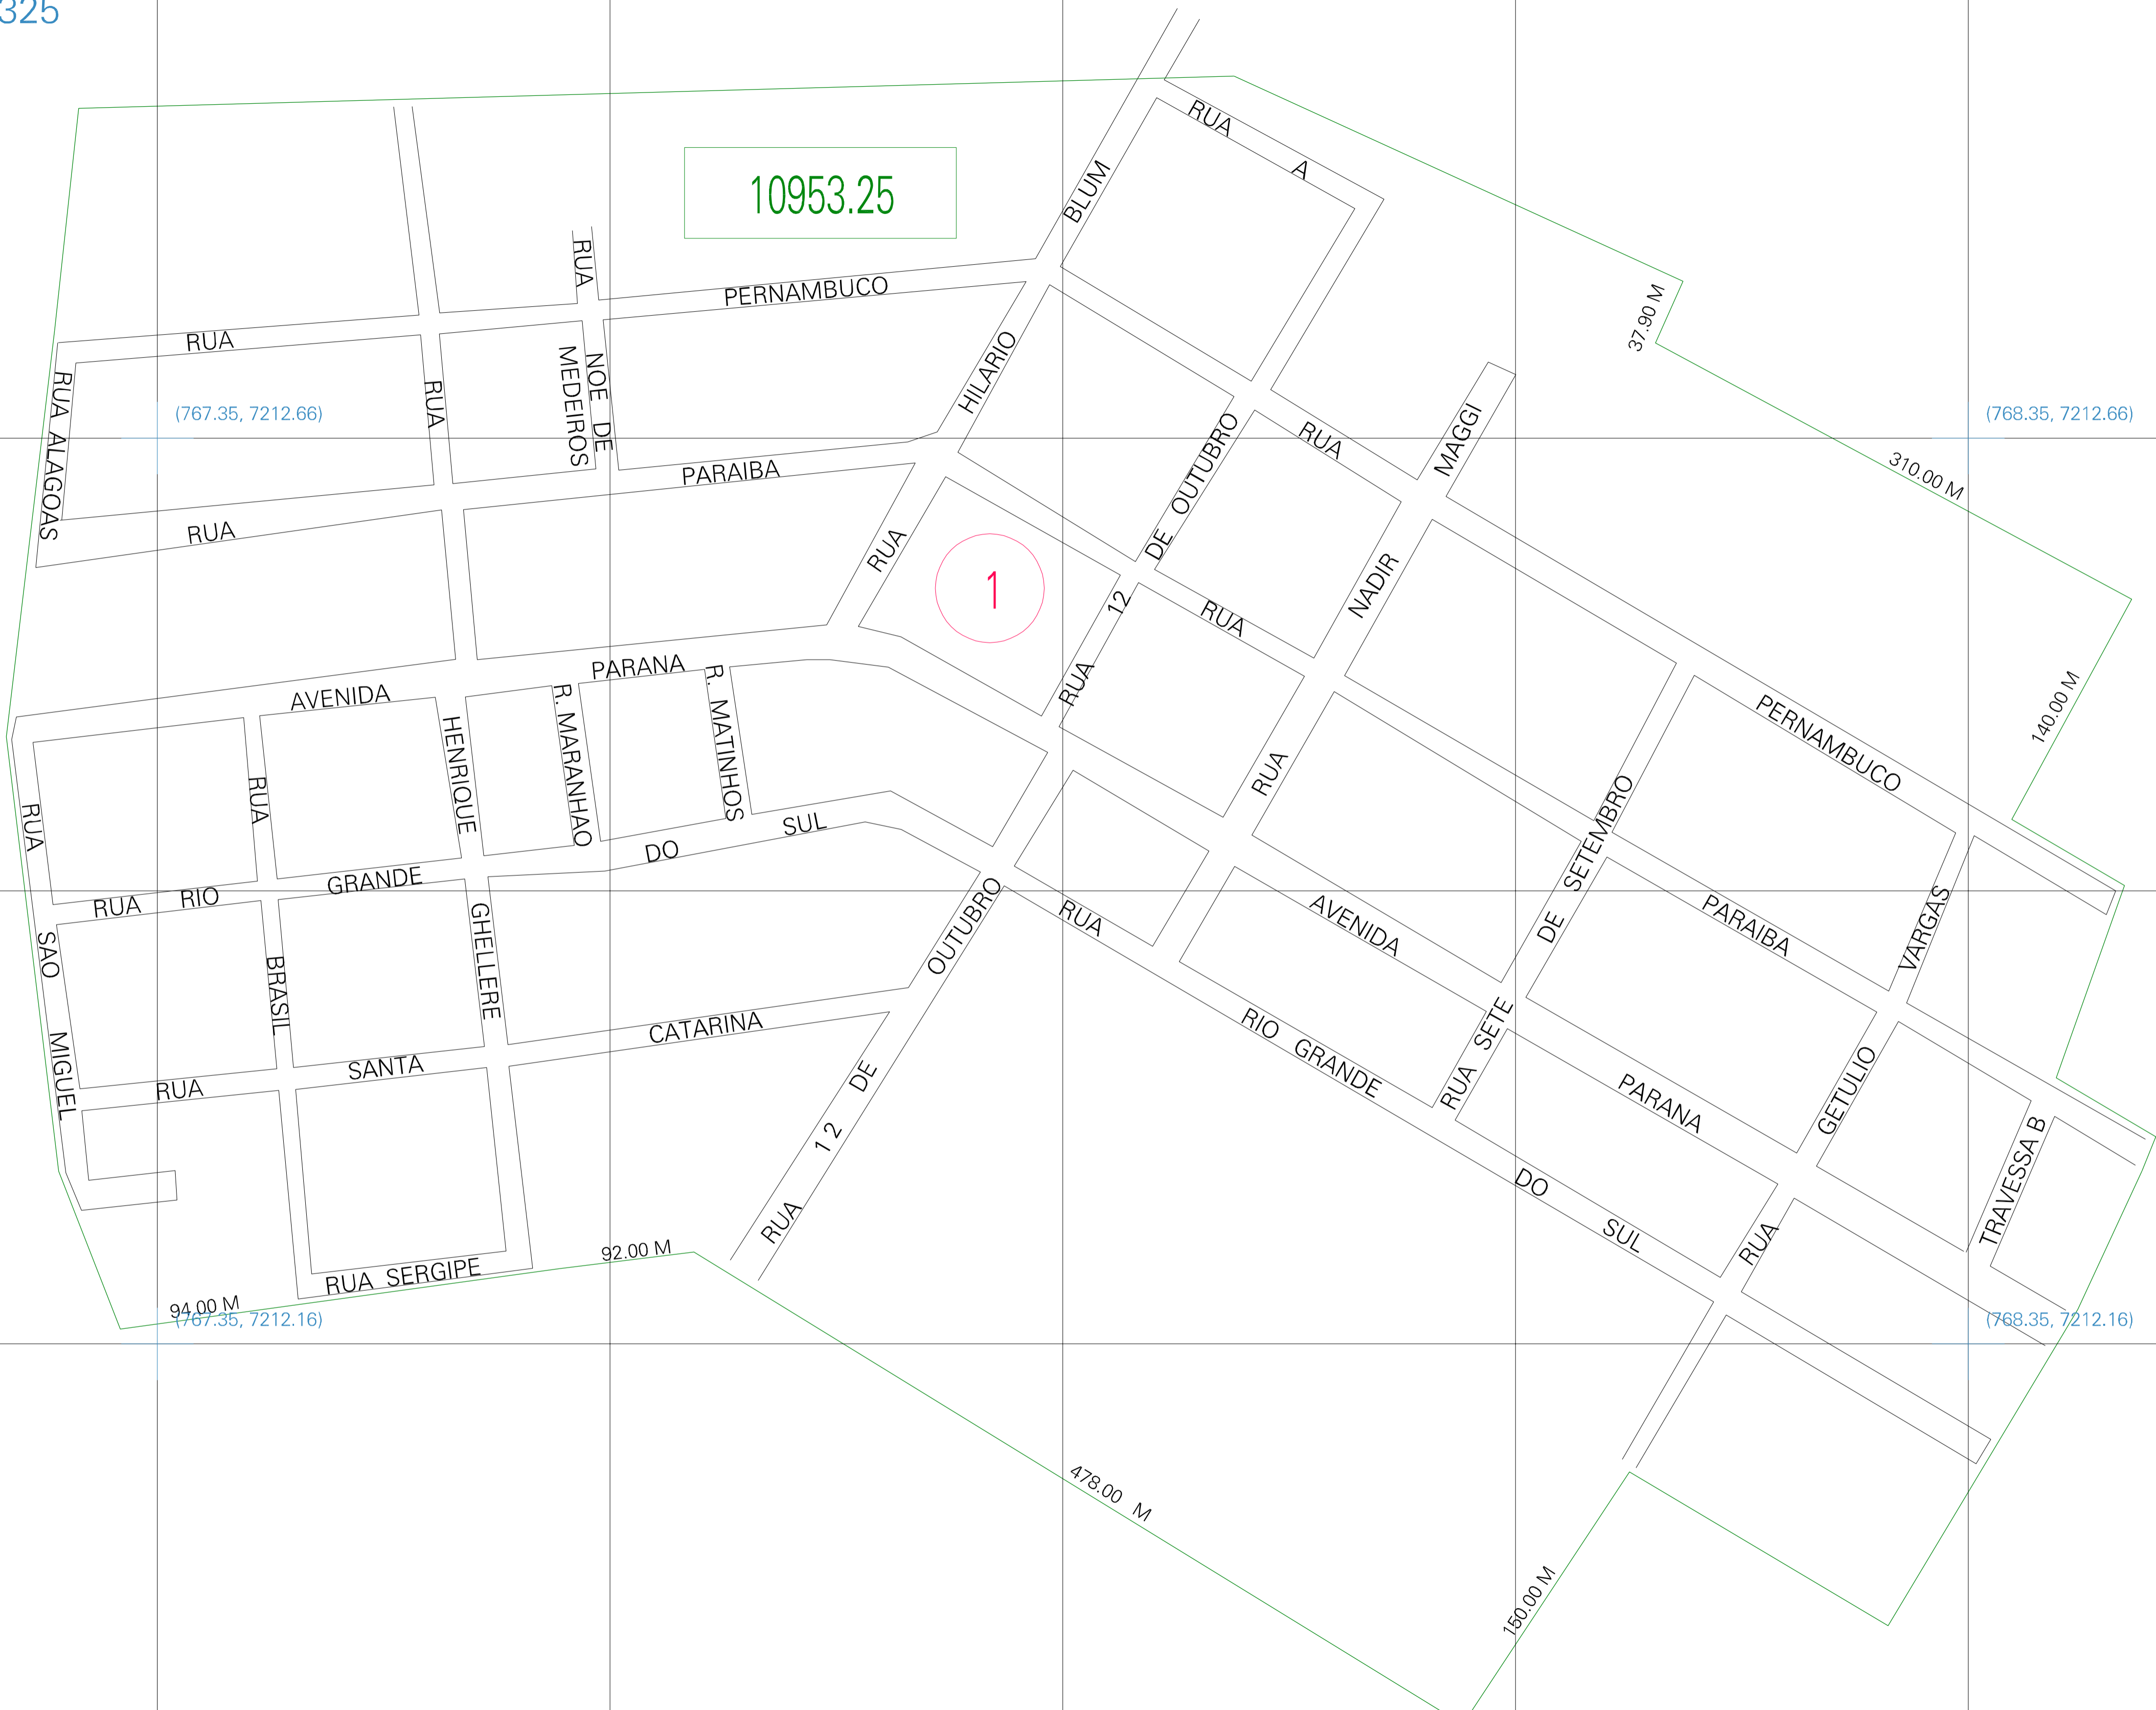 325
10953.25
RUA A
BLUM
HILARIO
RUA
RUA
PERNAMBUCO
RUA
NOE DE
MEDEIROS
RUA ALAGOAS
RUA
RUA
PARAIBA
(767.35, 7212.66)
(768.35, 7212.66)
37.90 M
310.00 M
140.00 M
MAGGI
NADIR
RUA
RUA
PERNAMBUCO
DE OUTUBRO
12
RUA
1
RUA
PARAIBA
AVENIDA
PARANA
R. MARANHAO
R. MATINHOS
HENRIQUE
GHELLERE
RUA
BRASIL
RUA
SAO
MIGUEL
RUA RIO
GRANDE
DO
SUL
RUA
SANTA
CATARINA
RUA SERGIPE
OUTUBRO
DE
12
RUA
RUA
RIO GRANDE
DO
SUL
AVENIDA
PARANA
SETEMBRO
DE
SETE
RUA
VARGAS
GETULIO
RUA
TRAVESSA B
94.00 M
92.00 M
(767.35, 7212.16)
(768.35, 7212.16)
478.00 M
150.00 M